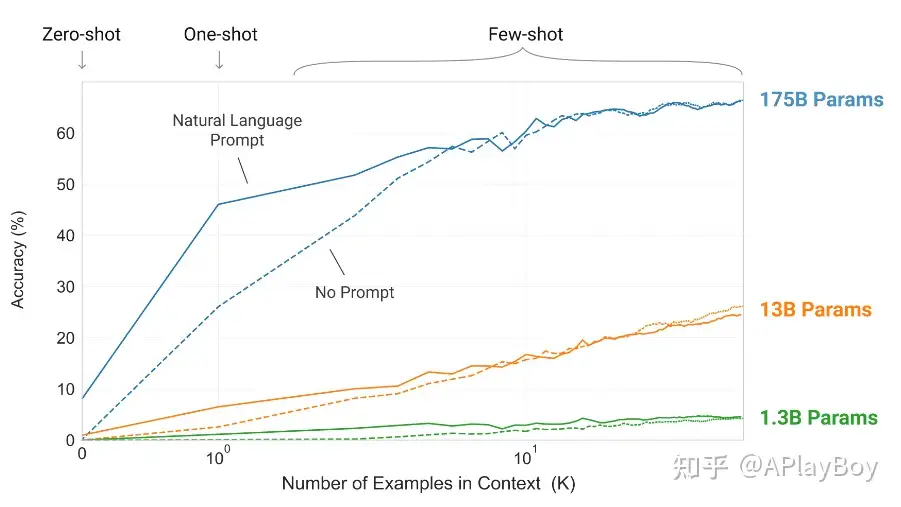 Zero-shot
One-shot
Few-shot
175B Params
Natural Language
Prompt
No Prompt
13B Params
1.3B Params
Accuracy (%)
60
50
40
30
20
10
0
0
10⁰
10¹
Number of Examples in Context (K)
知乎 @APlayBoy